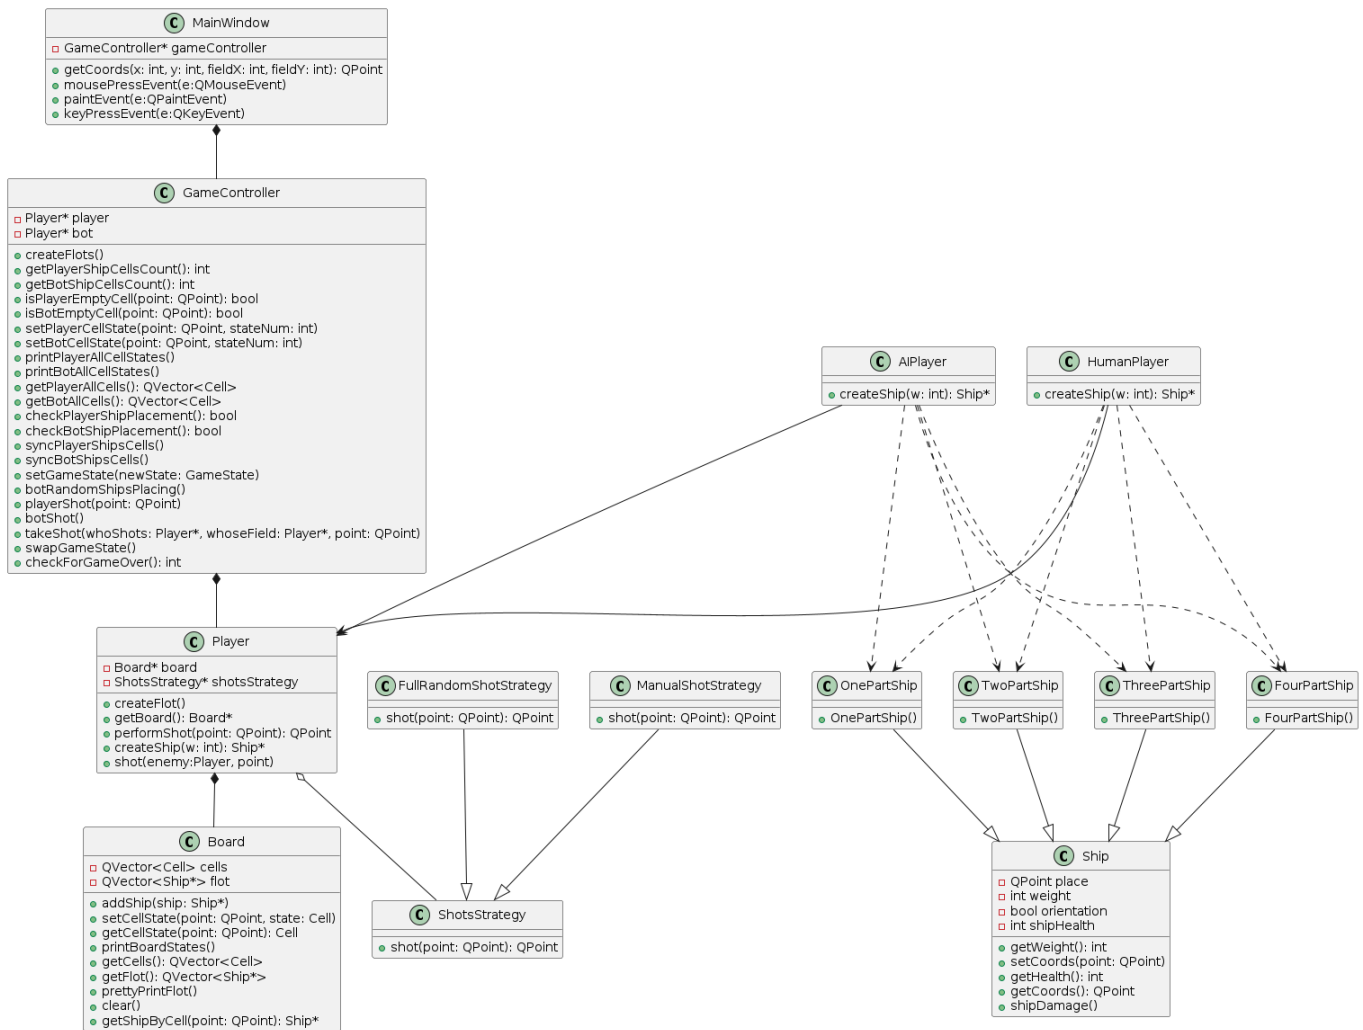 C MainWindow
GameController* gameController
getCoords(x: int, y: int, fieldX: int, fieldY: int): QPoint
mousePressEvent(e:QMouseEvent)
paintEvent(e:QPaintEvent)
keyPressEvent(e:QKeyEvent)
C GameController
Player* player
Player* bot
createFlots()
getPlayerShipCellsCount(): int
getBotShipCellsCount(): int
isPlayerEmptyCell(point: QPoint): bool
isBotEmptyCell(point: QPoint): bool
setPlayerCellState(point: QPoint, stateNum: int)
setBotCellState(point: QPoint, stateNum: int)
printPlayerAllCellStates()
printBotAllCellStates()
getPlayerAllCells(): QVector<Cell>
getBotAllCells(): QVector<Cell>
checkPlayerShipPlacement(): bool
checkBotShipPlacement(): bool
syncPlayerShipsCells()
syncBotShipsCells()
setGameState(newState: GameState)
botRandomShipsPlacing()
playerShot(point: QPoint)
botShot()
takeShot(whoShots: Player*, whoseField: Player*, point: QPoint)
swapGameState()
checkForGameOver(): int
C AIPlayer
createShip(w: int): Ship*
C HumanPlayer
createShip(w: int): Ship*
C Player
Board* board
ShotsStrategy* shotsStrategy
createFlot()
getBoard(): Board*
performShot(point: QPoint): QPoint
createShip(w: int): Ship*
shot(enemy:Player, point)
C FullRandomShotStrategy
shot(point: QPoint): QPoint
C ManualShotStrategy
shot(point: QPoint): QPoint
C OnePartShip
OnePartShip()
C TwoPartShip
TwoPartShip()
C ThreePartShip
ThreePartShip()
C FourPartShip
FourPartShip()
C Board
QVector<Cell> cells
QVector<Ship*> flot
addShip(ship: Ship*)
setCellState(point: QPoint, state: Cell)
getCellState(point: QPoint): Cell
printBoardStates()
getCells(): QVector<Cell>
getFlot(): QVector<Ship*>
prettyPrintFlot()
clear()
getShipByCell(point: QPoint): Ship*
C ShotsStrategy
shot(point: QPoint): QPoint
C Ship
QPoint place
int weight
bool orientation
int shipHealth
getWeight(): int
setCoords(point: QPoint)
getHealth(): int
getCoords(): QPoint
shipDamage()